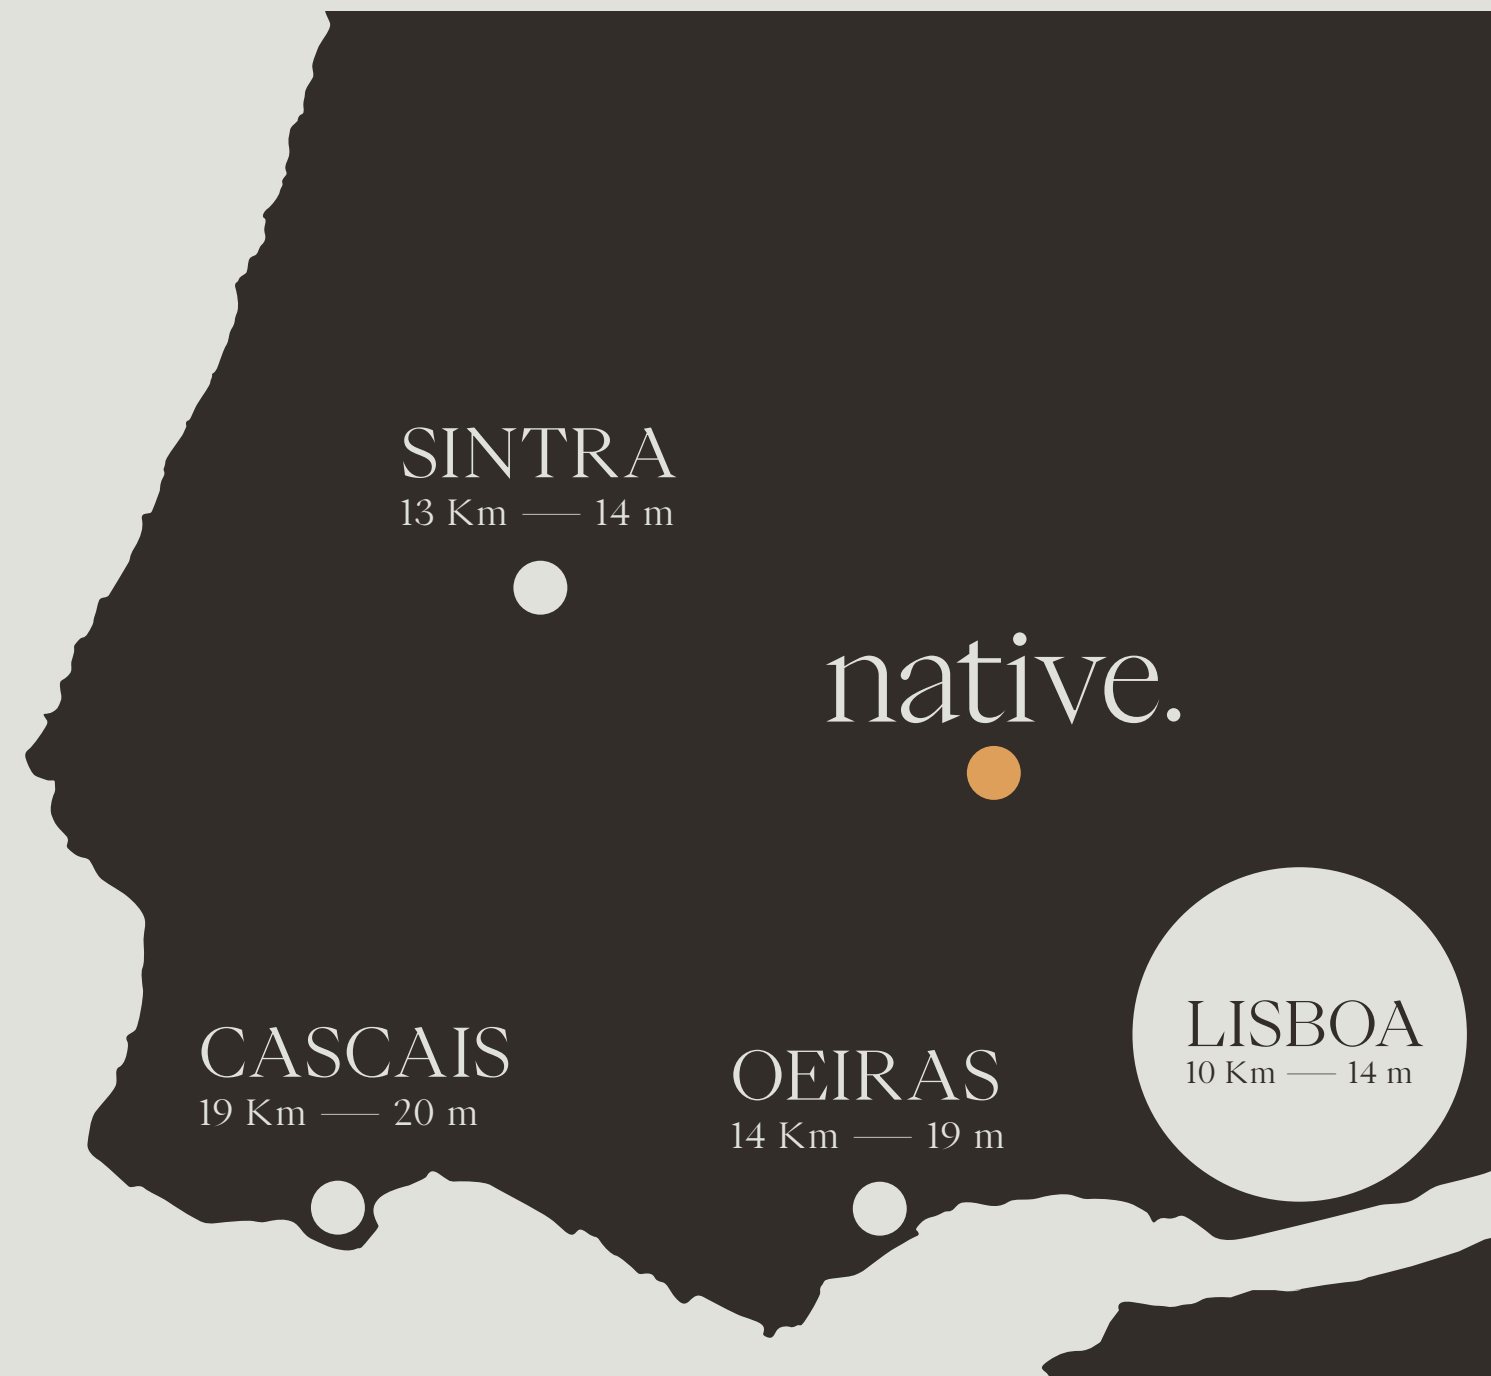 SINTRA
13 Km — 14 m
native.
LISBOA
10 Km — 14 m
CASCAIS
19 Km — 20 m
OEIRAS
14 Km — 19 m